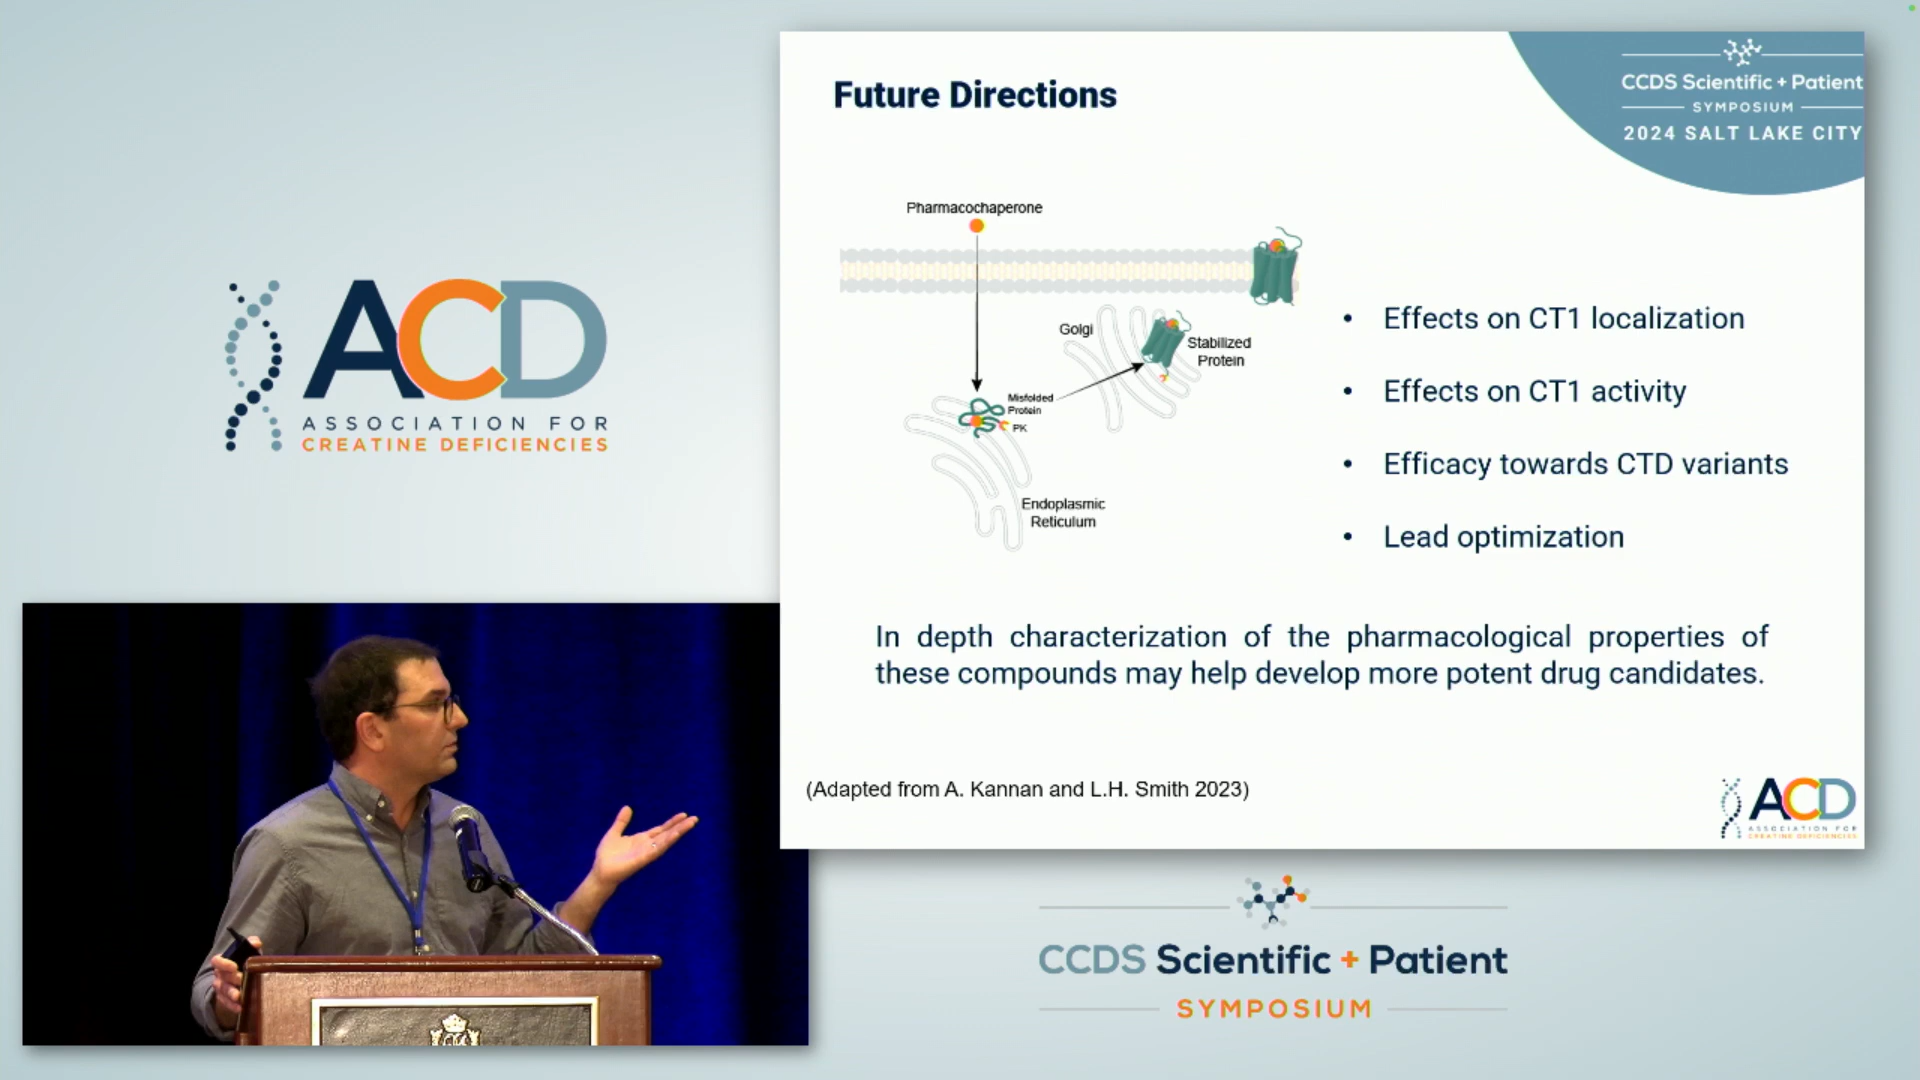 ACD
ASSOCIATION FOR
CREATINE DEFICIENCIES
Future Directions
CCDS Scientific + Patient
SYMPOSIUM
2024 SALT LAKE CITY
Pharmacochaperone
Golgi
Stabilized
Protein
Misfolded
Protein
PK
Endoplasmic
Reticulum
• Effects on CT1 localization
• Effects on CT1 activity
• Efficacy towards CTD variants
• Lead optimization
In depth characterization of the pharmacological properties of
these compounds may help develop more potent drug candidates.
(Adapted from A. Kannan and L.H. Smith 2023)
ACD
ASSOCIATION FOR
CREATINE DEFICIENCIES
CCDS Scientific + Patient
SYMPOSIUM